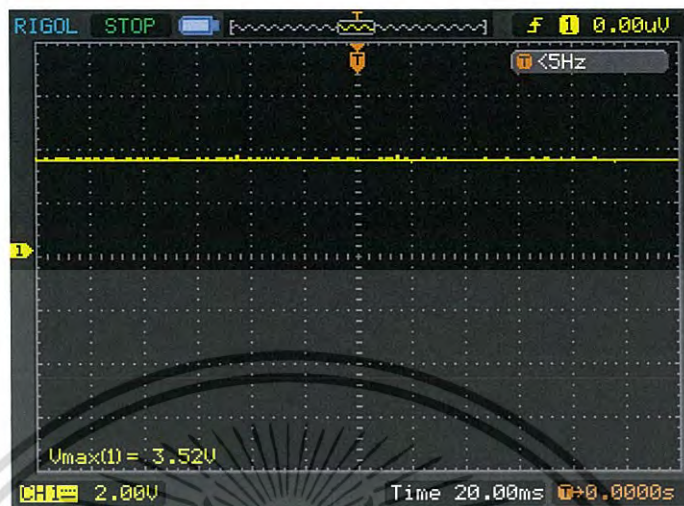 RIGOL STOP T 1 0.00uV
T
T <5Hz
1
Vmax(1)= 3.52V
CH1 2.00V Time 20.00ms T→0.0000s